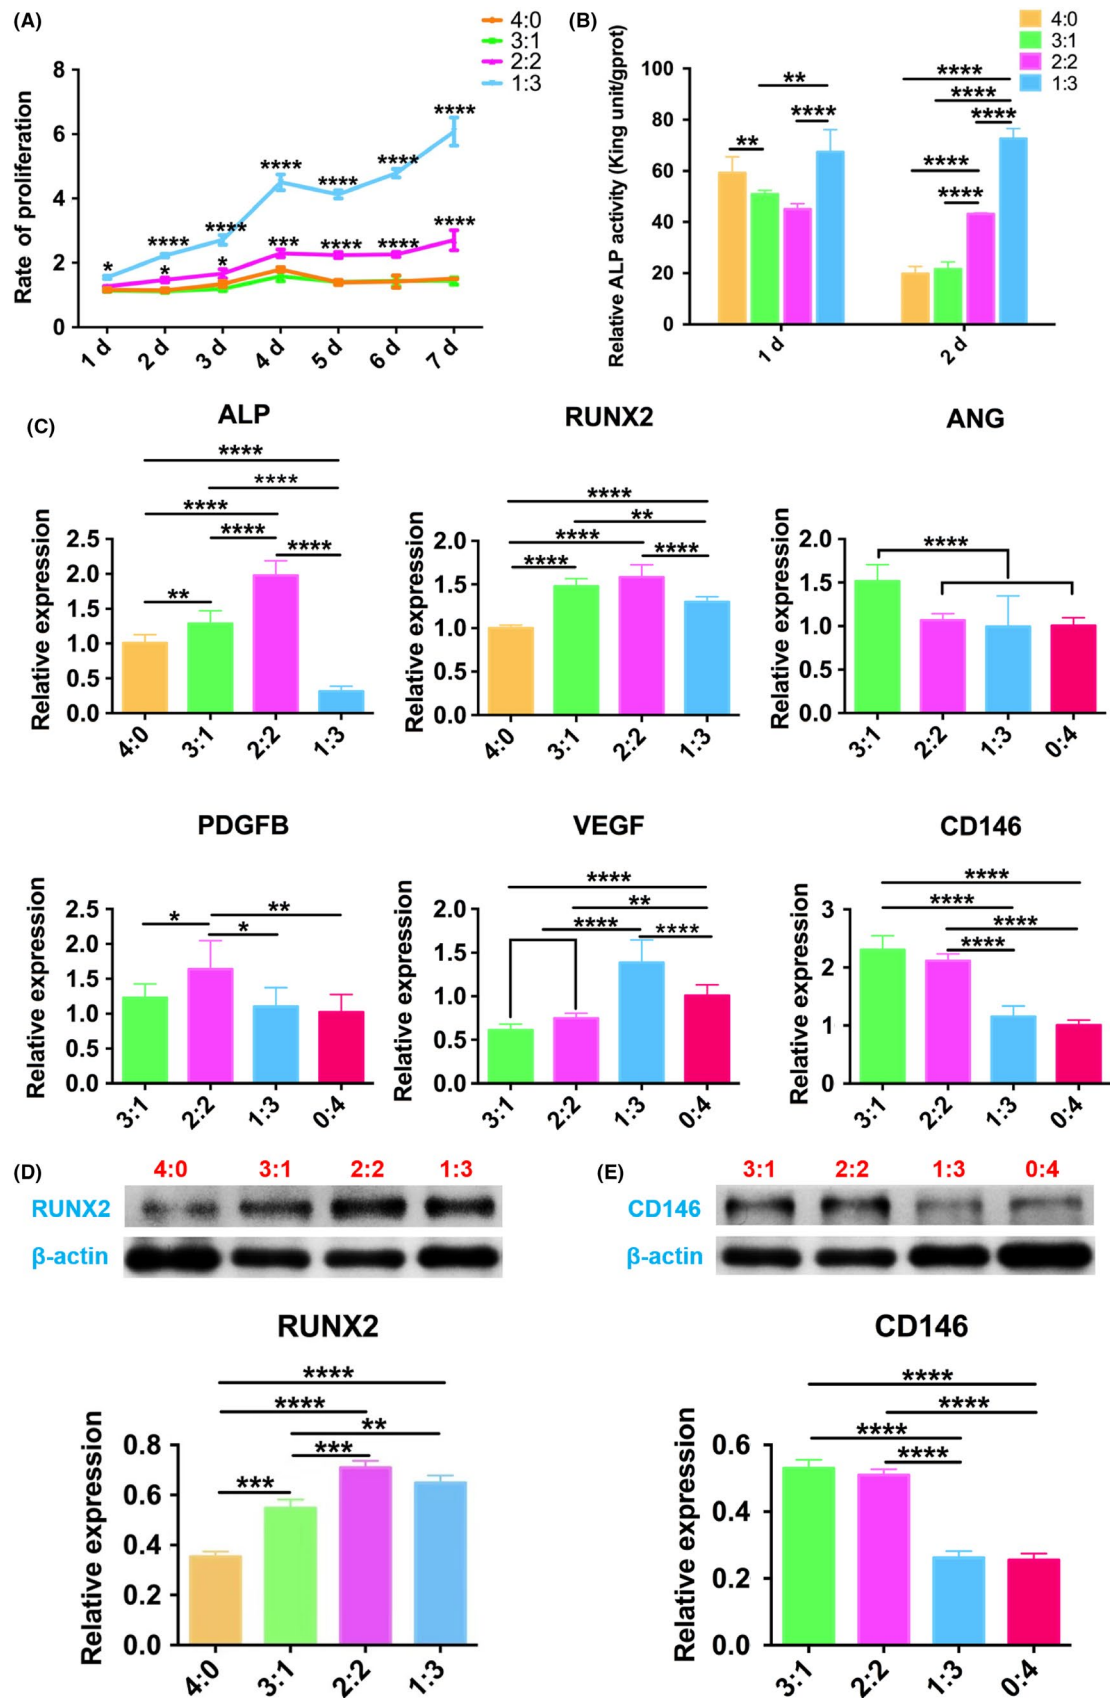 (A)
4:0
3:1
2:2
1:3
Rate of proliferation
8
6
4
2
0
* **** **** **** **** **** ****
* * *** **** **** ****
1 d 2 d 3 d 4 d 5 d 6 d 7 d
(B)
4:0
3:1
2:2
1:3
Relative ALP activity (King unit/gprot)
100
80
60
40
20
0
**
** ****
****
****
****
****
****
1 d 2 d
(C)
ALP
Relative expression
2.5
2.0
1.5
1.0
0.5
0.0
****
****
****
**** ****
**
4:0 3:1 2:2 1:3
RUNX2
Relative expression
2.0
1.5
1.0
0.5
0.0
****
**
****
**** ****
4:0 3:1 2:2 1:3
ANG
Relative expression
2.0
1.5
1.0
0.5
0.0
****
3:1 2:2 1:3 0:4
PDGFB
Relative expression
2.5
2.0
1.5
1.0
0.5
0.0
* **
*
3:1 2:2 1:3 0:4
VEGF
Relative expression
2.0
1.5
1.0
0.5
0.0
****
**
**** ****
3:1 2:2 1:3 0:4
CD146
Relative expression
3
2
1
0
****
****
****
****
3:1 2:2 1:3 0:4
(D)
4:0 3:1 2:2 1:3
RUNX2
β-actin
RUNX2
Relative expression
0.8
0.6
0.4
0.2
0.0
****
****
**
***
***
4:0 3:1 2:2 1:3
(E)
3:1 2:2 1:3 0:4
CD146
β-actin
CD146
Relative expression
0.6
0.4
0.2
0.0
****
****
****
****
3:1 2:2 1:3 0:4